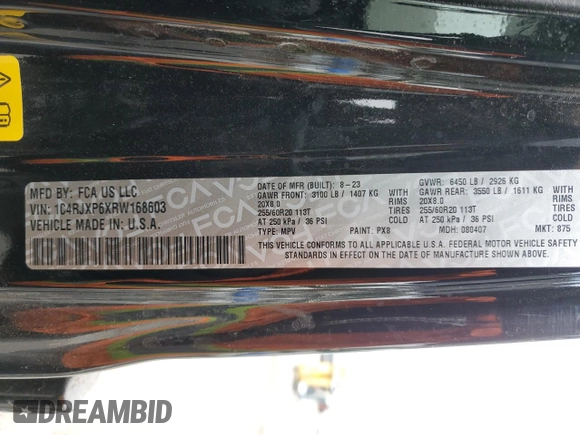 MFD BY: FCA US LLC
VIN: 1C4RJXP6XRW168603
VEHICLE MADE IN: U.S.A.
DATE OF MFR (BUILT): 8-23
GAWR FRONT: 3100 LB / 1407 KG
20X8.0 RIMS
255/60R20 113T TIRES
AT 250 kPa / 36 PSI COLD
TYPE: MPV PAINT: PX8
GVWR: 6450 LB / 2926 KG
GAWR REAR: 3550 LB / 1611 KG
20X8.0 RIMS
255/60R20 113T TIRES
AT 250 kPa / 36 PSI COLD
MDH: 080407 MKT: 875
THIS VEHICLE CONFORMS TO ALL APPLICABLE U.S.A. FEDERAL MOTOR VEHICLE SAFETY
STANDARDS IN EFFECT ON THE DATE OF MANUFACTURE SHOWN ABOVE.
DREAMBID